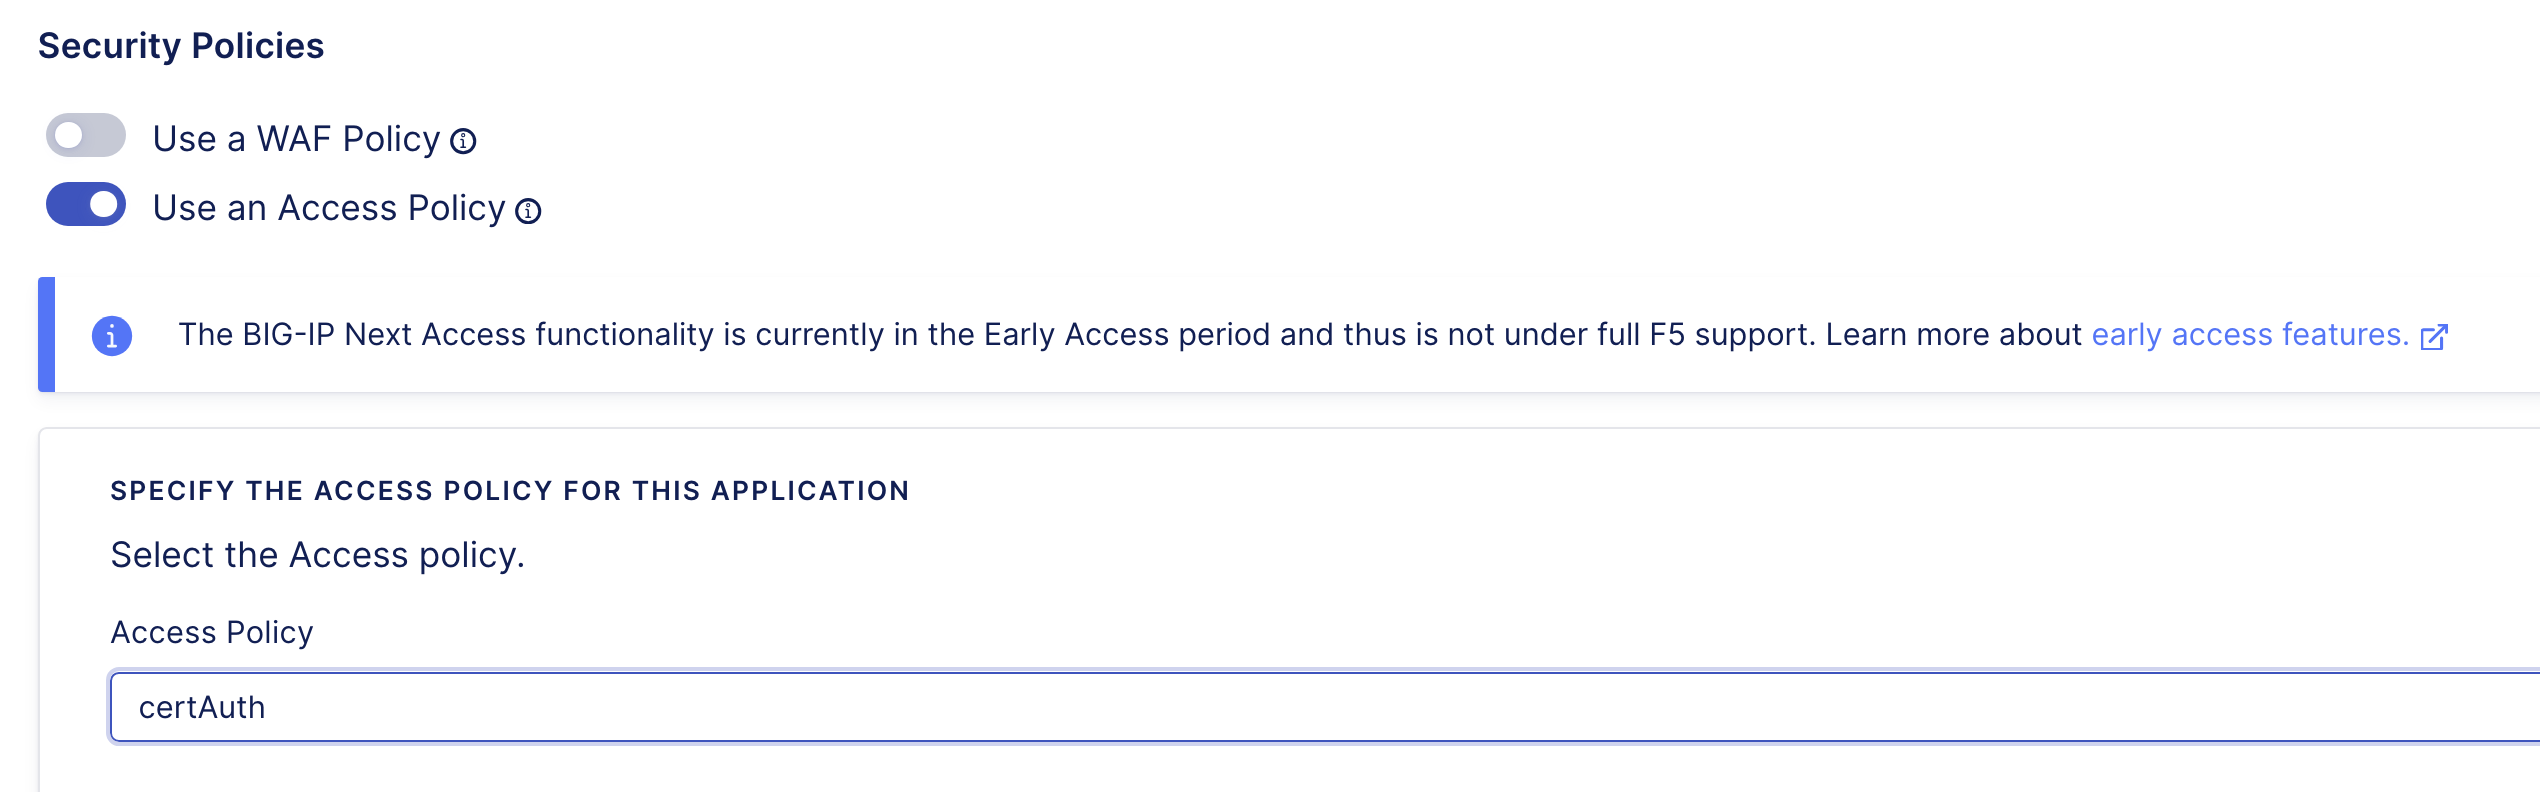 Security Policies
Use a WAF Policy
Use an Access Policy
The BIG-IP Next Access functionality is currently in the Early Access period and thus is not under full F5 support. Learn more about early access features.
SPECIFY THE ACCESS POLICY FOR THIS APPLICATION
Select the Access policy.
Access Policy
certAuth